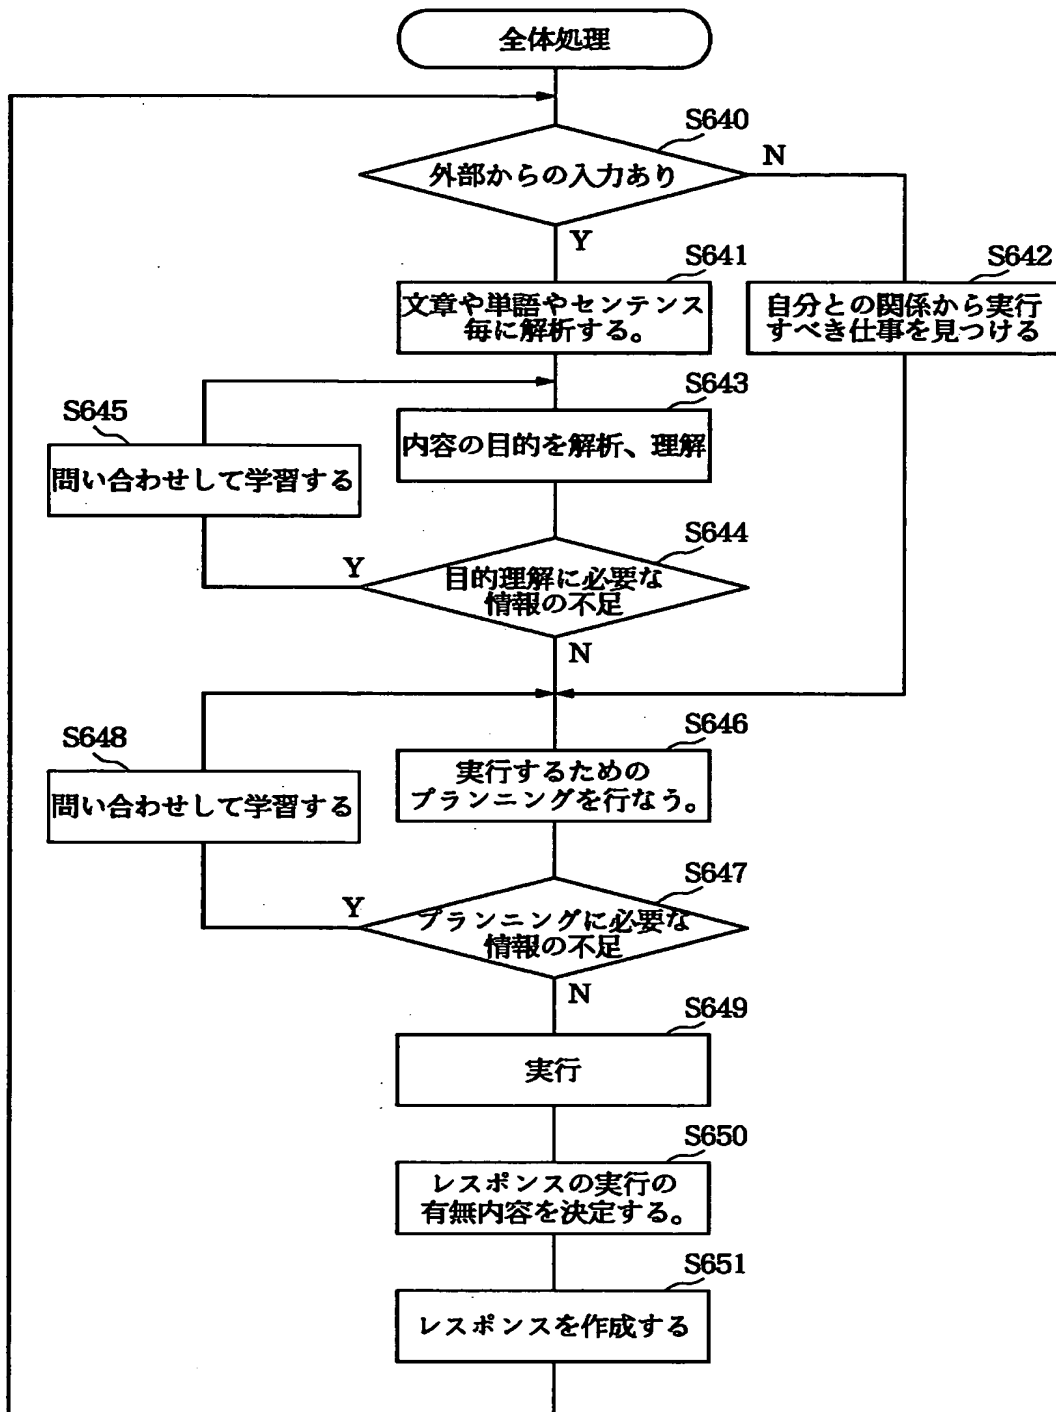 全体処理
S640
外部からの入力あり
N
Y
S641
文章や単語やセンテンス
毎に解析する。
S642
自分との関係から実行
すべき仕事を見つける
S643
内容の目的を解析、理解
S645
問い合わせして学習する
S644
目的理解に必要な
情報の不足
Y
N
S646
実行するための
プランニングを行なう。
S648
問い合わせして学習する
S647
プランニングに必要な
情報の不足
Y
N
S649
実行
S650
レスポンスの実行の
有無内容を決定する。
S651
レスポンスを作成する